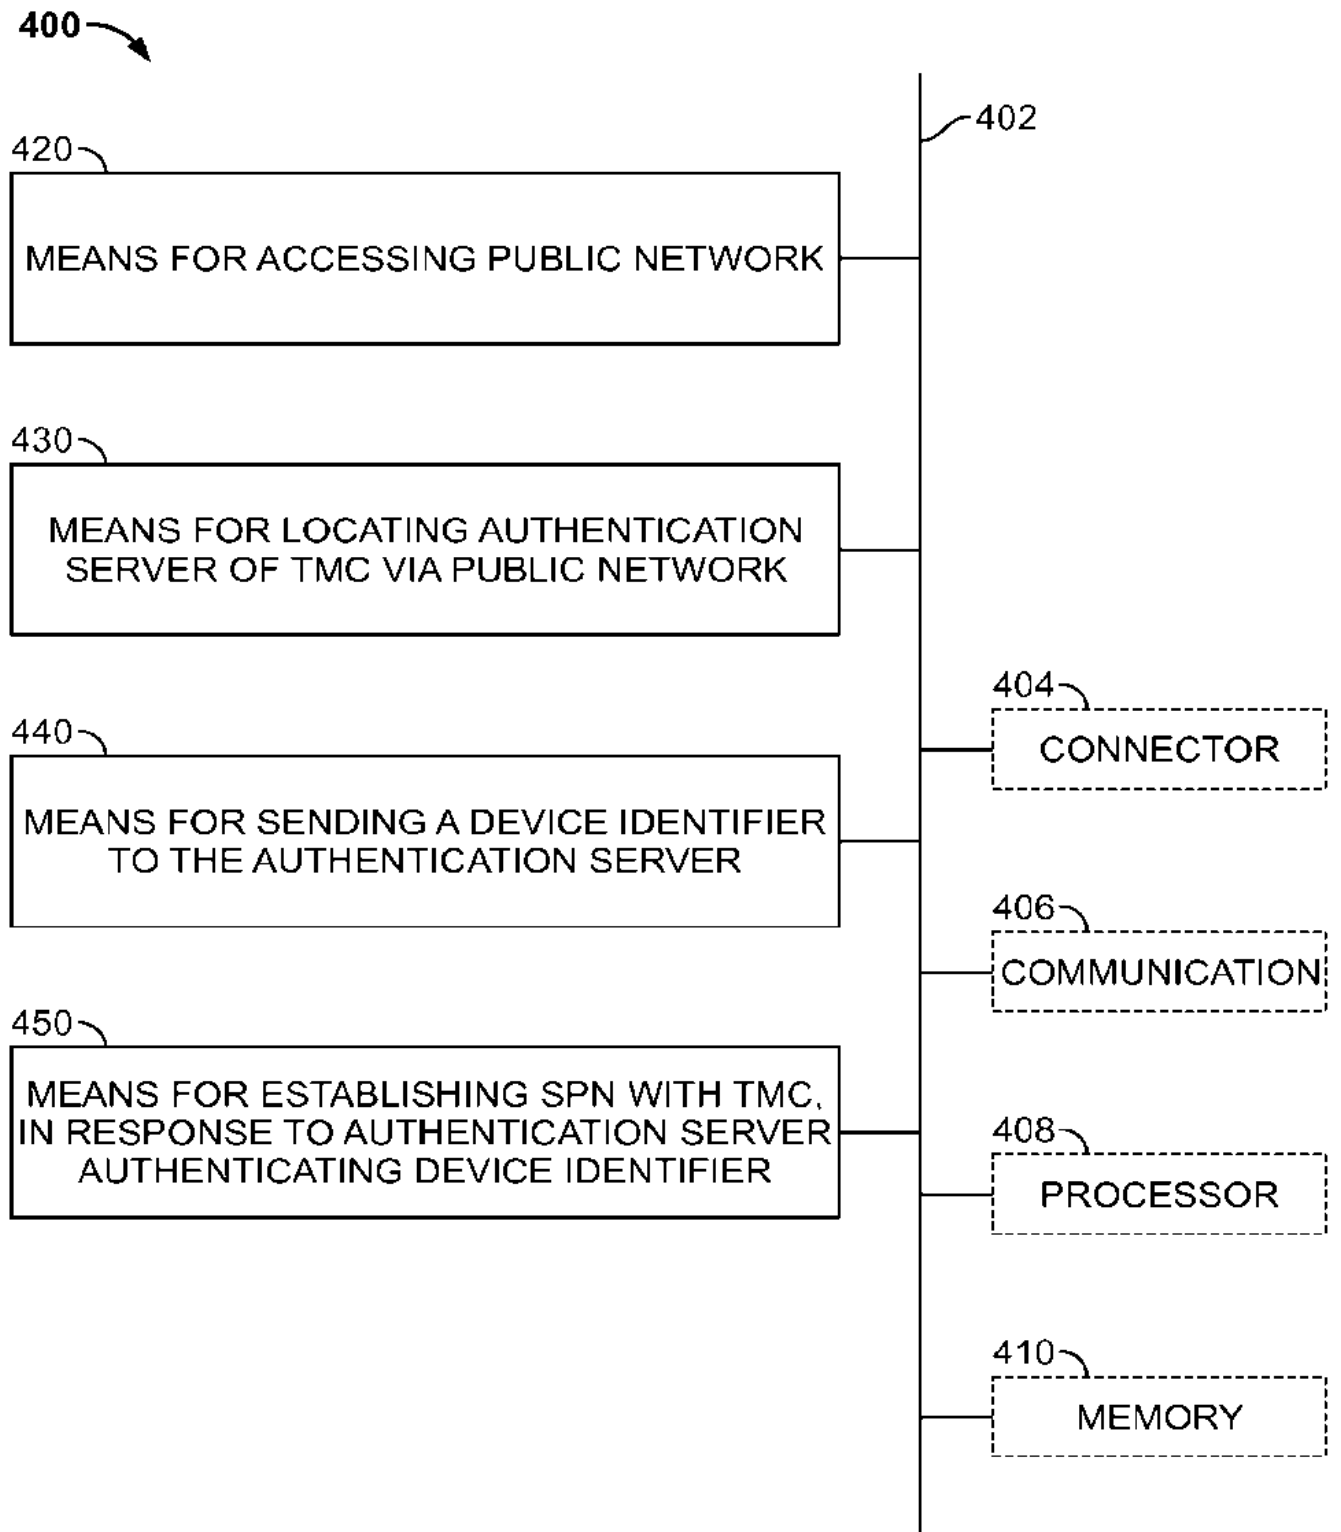 400
402
420
MEANS FOR ACCESSING PUBLIC NETWORK
430
MEANS FOR LOCATING AUTHENTICATION
SERVER OF TMC VIA PUBLIC NETWORK
404
CONNECTOR
440
MEANS FOR SENDING A DEVICE IDENTIFIER
TO THE AUTHENTICATION SERVER
406
COMMUNICATION
450
MEANS FOR ESTABLISHING SPN WITH TMC,
IN RESPONSE TO AUTHENTICATION SERVER
AUTHENTICATING DEVICE IDENTIFIER
408
PROCESSOR
410
MEMORY